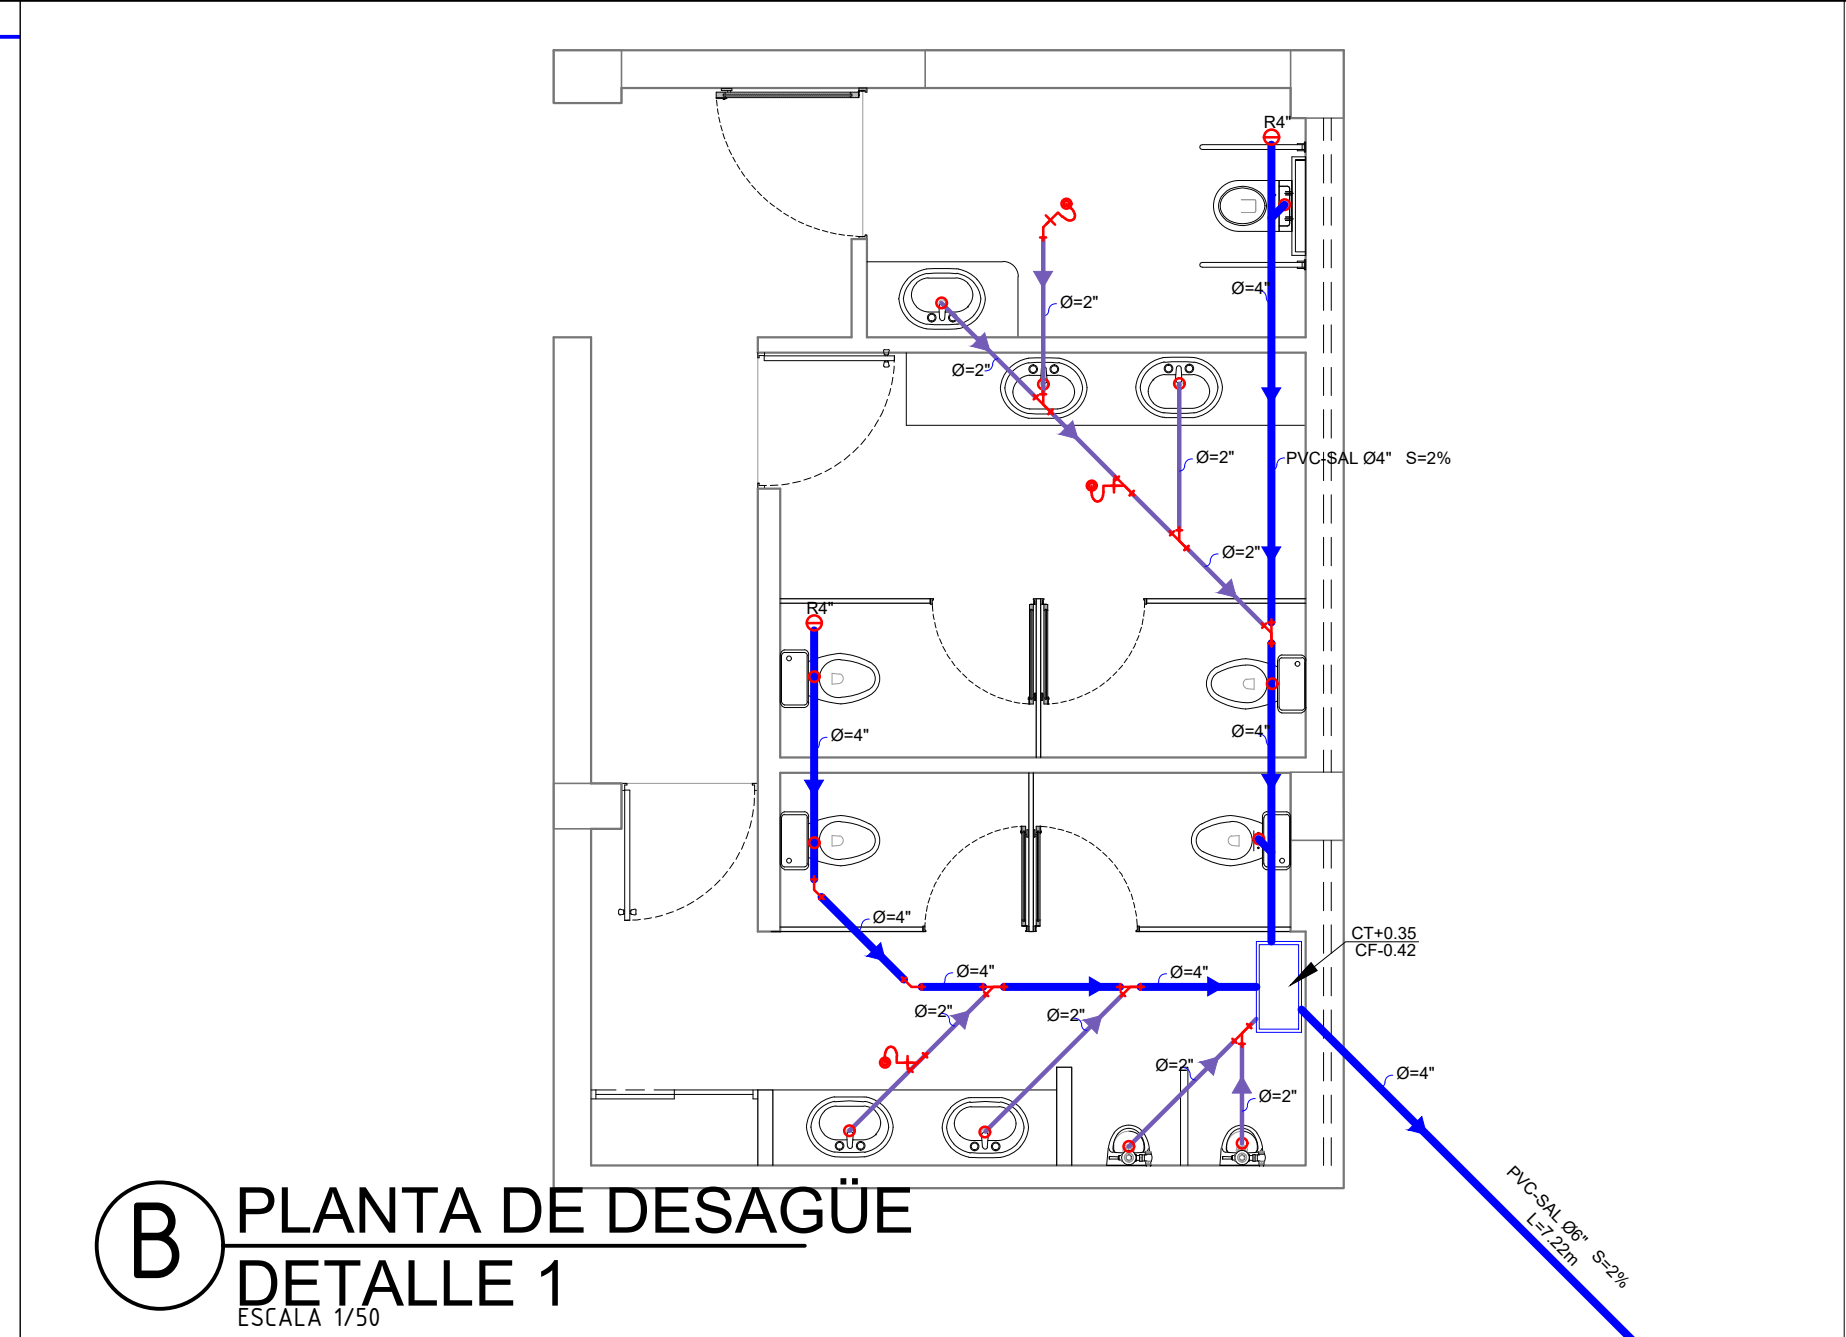 R4"
Ø=4"
Ø=2"
Ø=2"
Ø=2"
PVC-SAL Ø4" S=2%
Ø=2"
R4"
Ø=4"
Ø=4"
Ø=4"
CT+0.35
CF-0.42
Ø=4"
Ø=4"
Ø=2"
Ø=2"
Ø=2"
Ø=4"
Ø=2"
PVC-SAL Ø6" S=2%
L=7.22m
B
PLANTA DE DESAGÜE
DETALLE 1
ESCALA 1/50